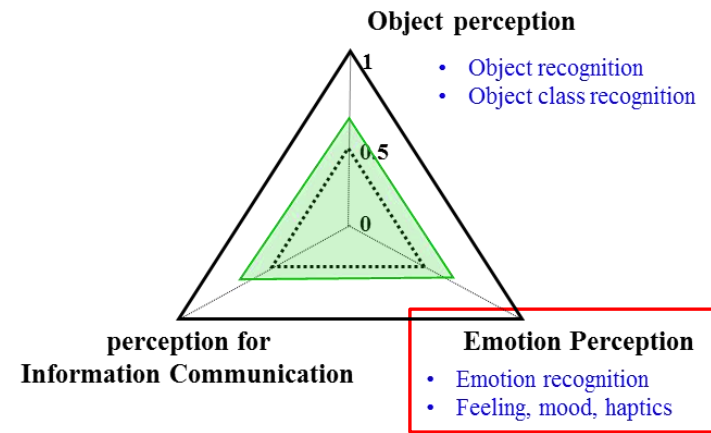 Object perception
1
• Object recognition
• Object class recognition
0.5
0
perception for
Information Communication
Emotion Perception
• Emotion recognition
• Feeling, mood, haptics